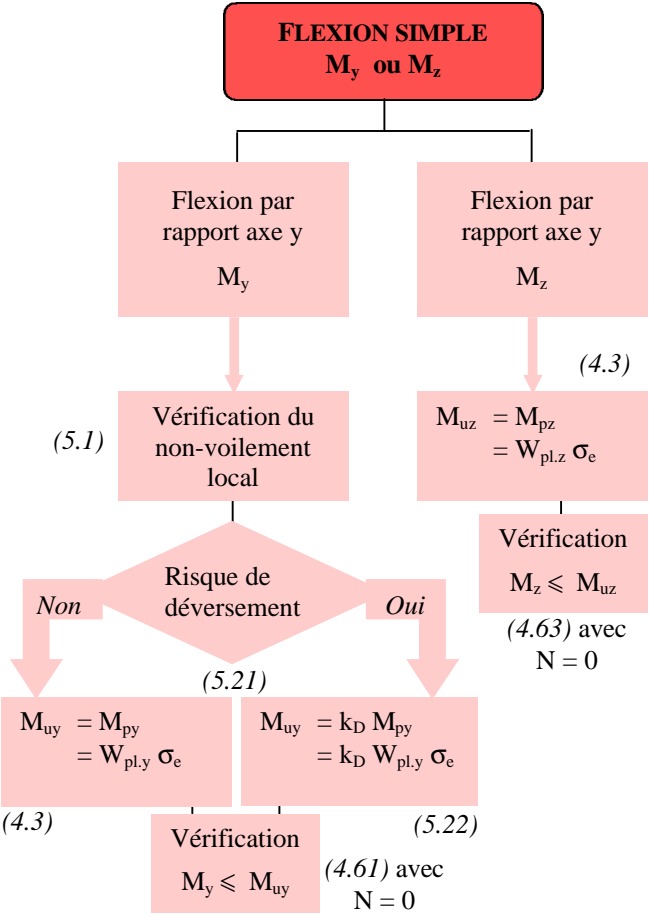 FLEXION SIMPLE
My ou Mz
Flexion par
rapport axe y
My
Flexion par
rapport axe y
Mz
(4.3)
(5.1)
Vérification du
non-voilement
local
Muz = Mpz
= Wpl.z σe
Vérification
Mz ⩽ Muz
(4.63) avec
N = 0
Non
Risque de
déversement
Oui
(5.21)
Muy = Mpy
= Wpl.y σe
Muy = kD Mpy
= kD Wpl.y σe
(4.3)
(5.22)
Vérification
My ⩽ Muy
(4.61) avec
N = 0